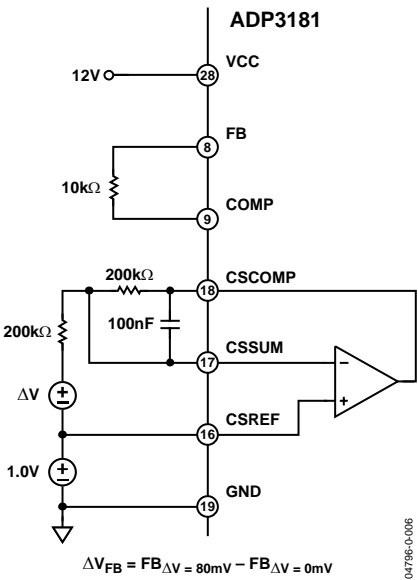 ADP3181
12V
28
VCC
8
FB
10kΩ
9
COMP
200kΩ
18
CSCOMP
200kΩ
100nF
17
CSSUM
ΔV
16
CSREF
1.0V
19
GND
ΔVFB = FBΔV = 80mV – FBΔV = 0mV
04796-0-006